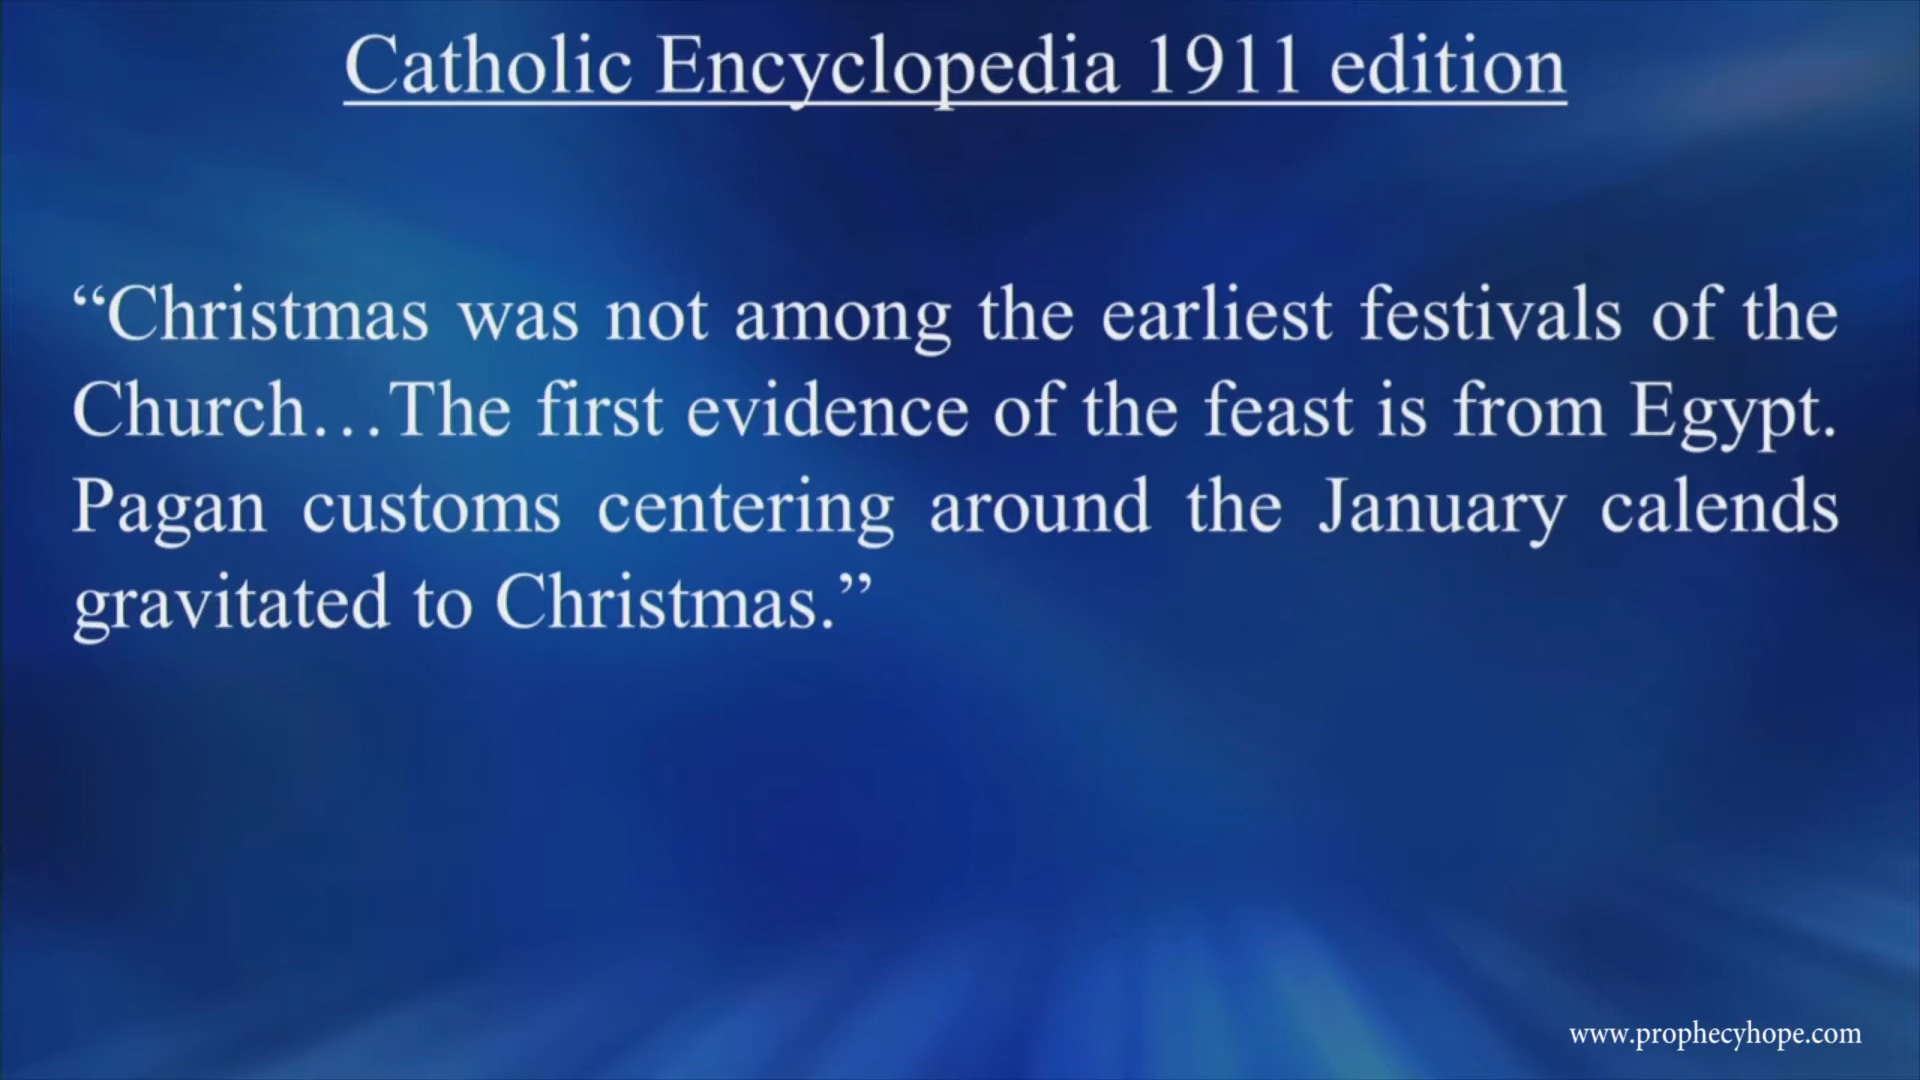 Catholic Encyclopedia 1911 edition
“Christmas was not among the earliest festivals of the
Church…The first evidence of the feast is from Egypt.
Pagan customs centering around the January calends
gravitated to Christmas.”
www.prophecyhope.com